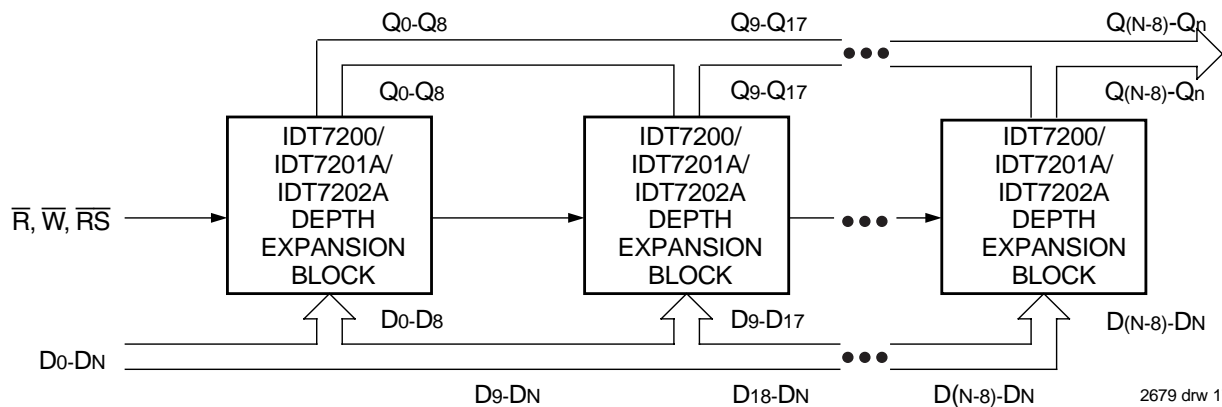 Q0-Q8 Q9-Q17 Q(N-8)-Qn
Q0-Q8 Q9-Q17 Q(N-8)-Qn
IDT7200/
IDT7201A/
IDT7202A
DEPTH
EXPANSION
BLOCK
IDT7200/
IDT7201A/
IDT7202A
DEPTH
EXPANSION
BLOCK
IDT7200/
IDT7201A/
IDT7202A
DEPTH
EXPANSION
BLOCK
R̅, W̅, R̅S̅
D0-D8 D9-D17 D(N-8)-DN
D0-DN
D9-DN D18-DN D(N-8)-DN
2679 drw 1